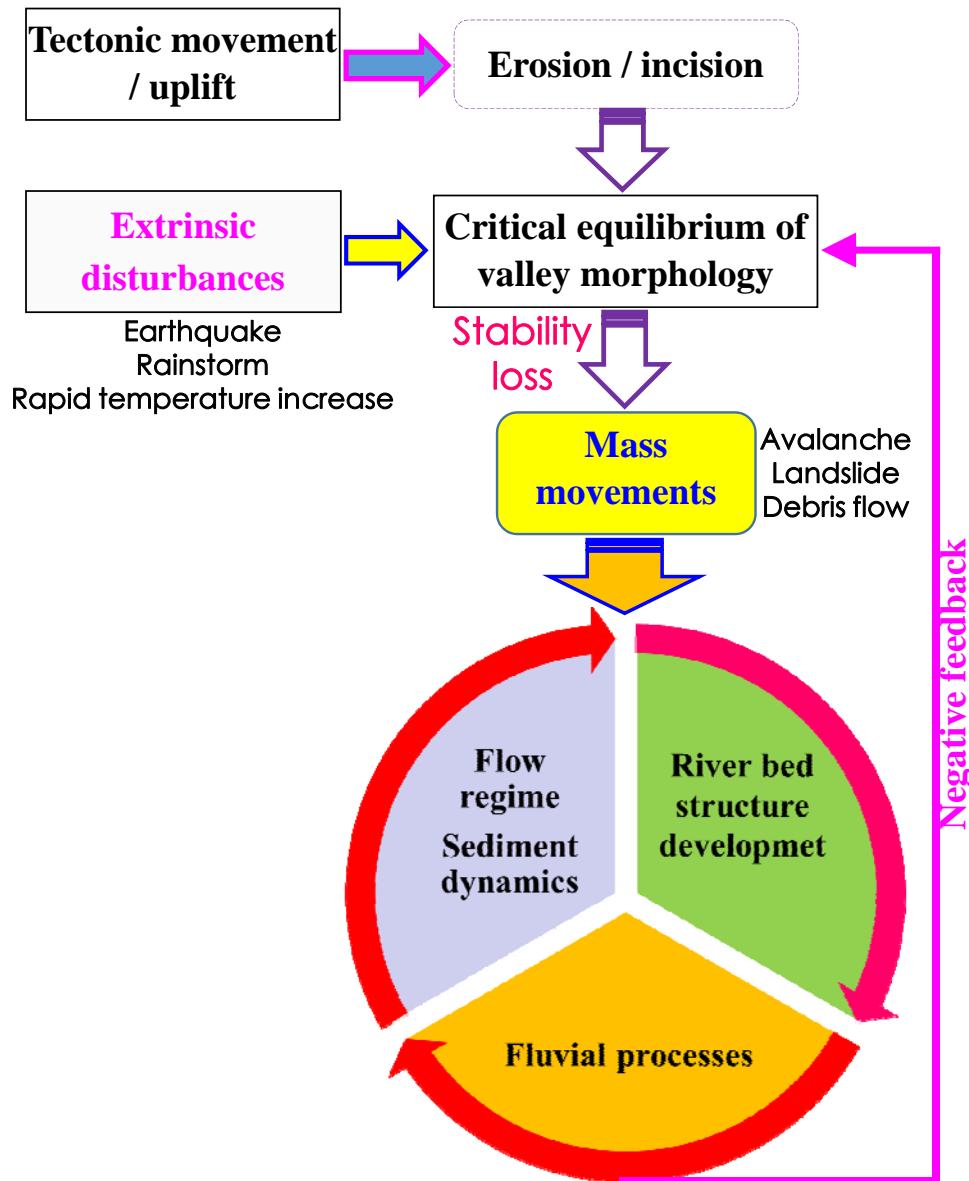 Tectonic movement
/ uplift
Erosion / incision
Extrinsic
disturbances
Critical equilibrium of
valley morphology
Earthquake
Rainstorm
Rapid temperature increase
Stability
loss
Mass
movements
Avalanche
Landslide
Debris flow
Negative feedback
Flow
regime
Sediment
dynamics
River bed
structure
developmet
Fluvial processes